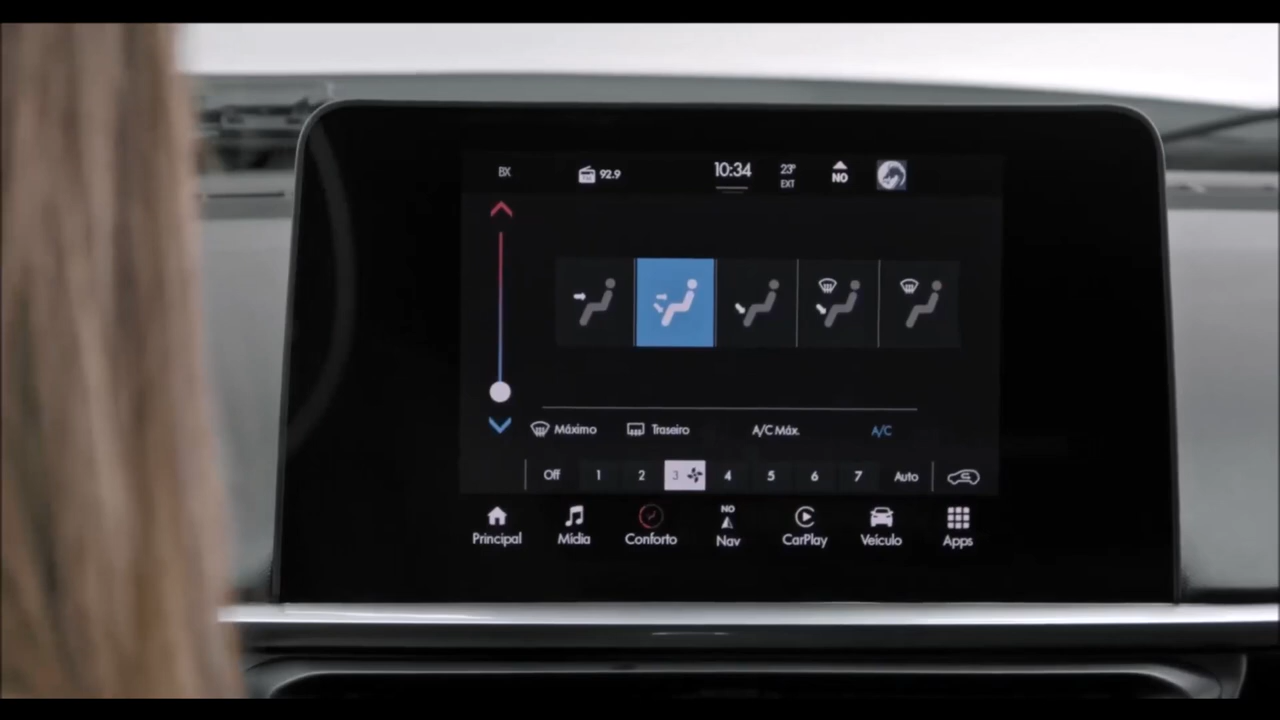 BX 92.9 10:34 23° EXT NO
Máximo Traseiro A/C Máx. A/C
Off 1 2 3 4 5 6 7 Auto
NO
Principal Mídia Conforto Nav CarPlay Veículo Apps